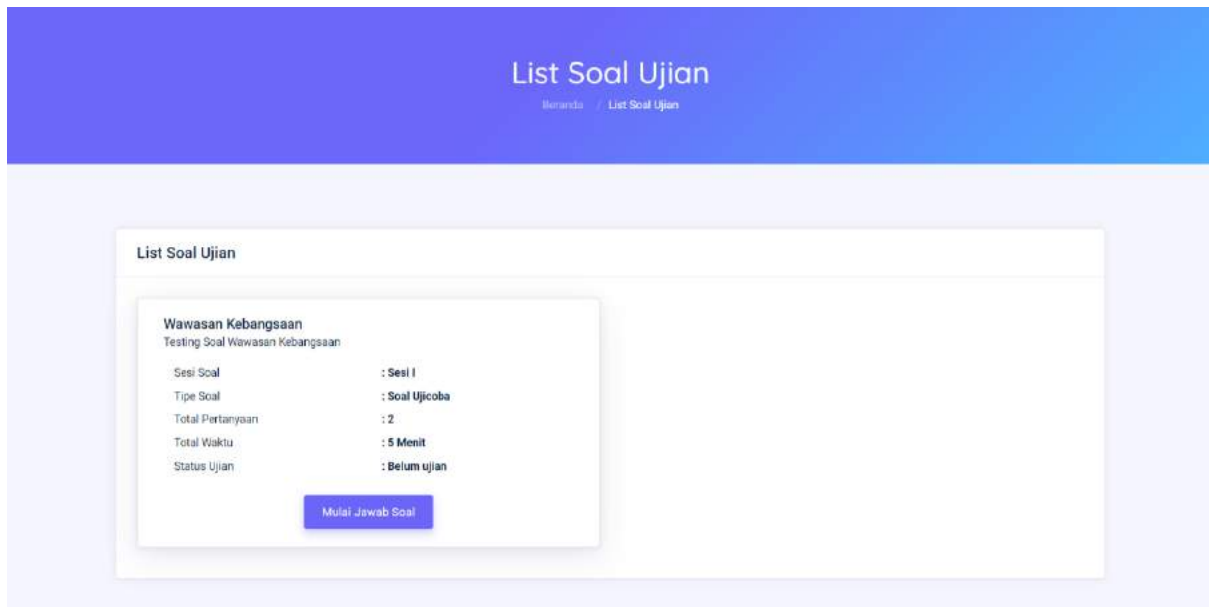 List Soal Ujian
Beranda / List Soal Ujian
List Soal Ujian
Wawasan Kebangsaan
Testing Soal Wawasan Kebangsaan
Sesi Soal : Sesi I
Tipe Soal : Soal Ujicoba
Total Pertanyaan : 2
Total Waktu : 5 Menit
Status Ujian : Belum ujian
Mulai Jawab Soal